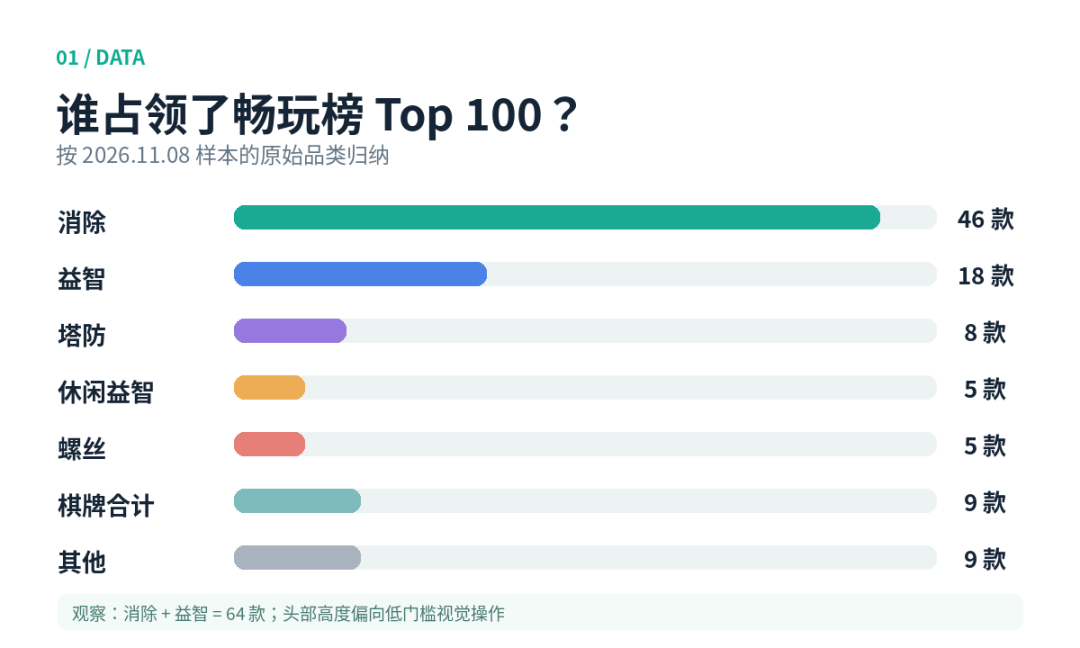 01 / DATA
谁占领了畅玩榜 Top 100？
按 2026.11.08 样本的原始品类归纳
消除 46 款
益智 18 款
塔防 8 款
休闲益智 5 款
螺丝 5 款
棋牌合计 9 款
其他 9 款
观察：消除 + 益智 = 64 款；头部高度偏向低门槛视觉操作